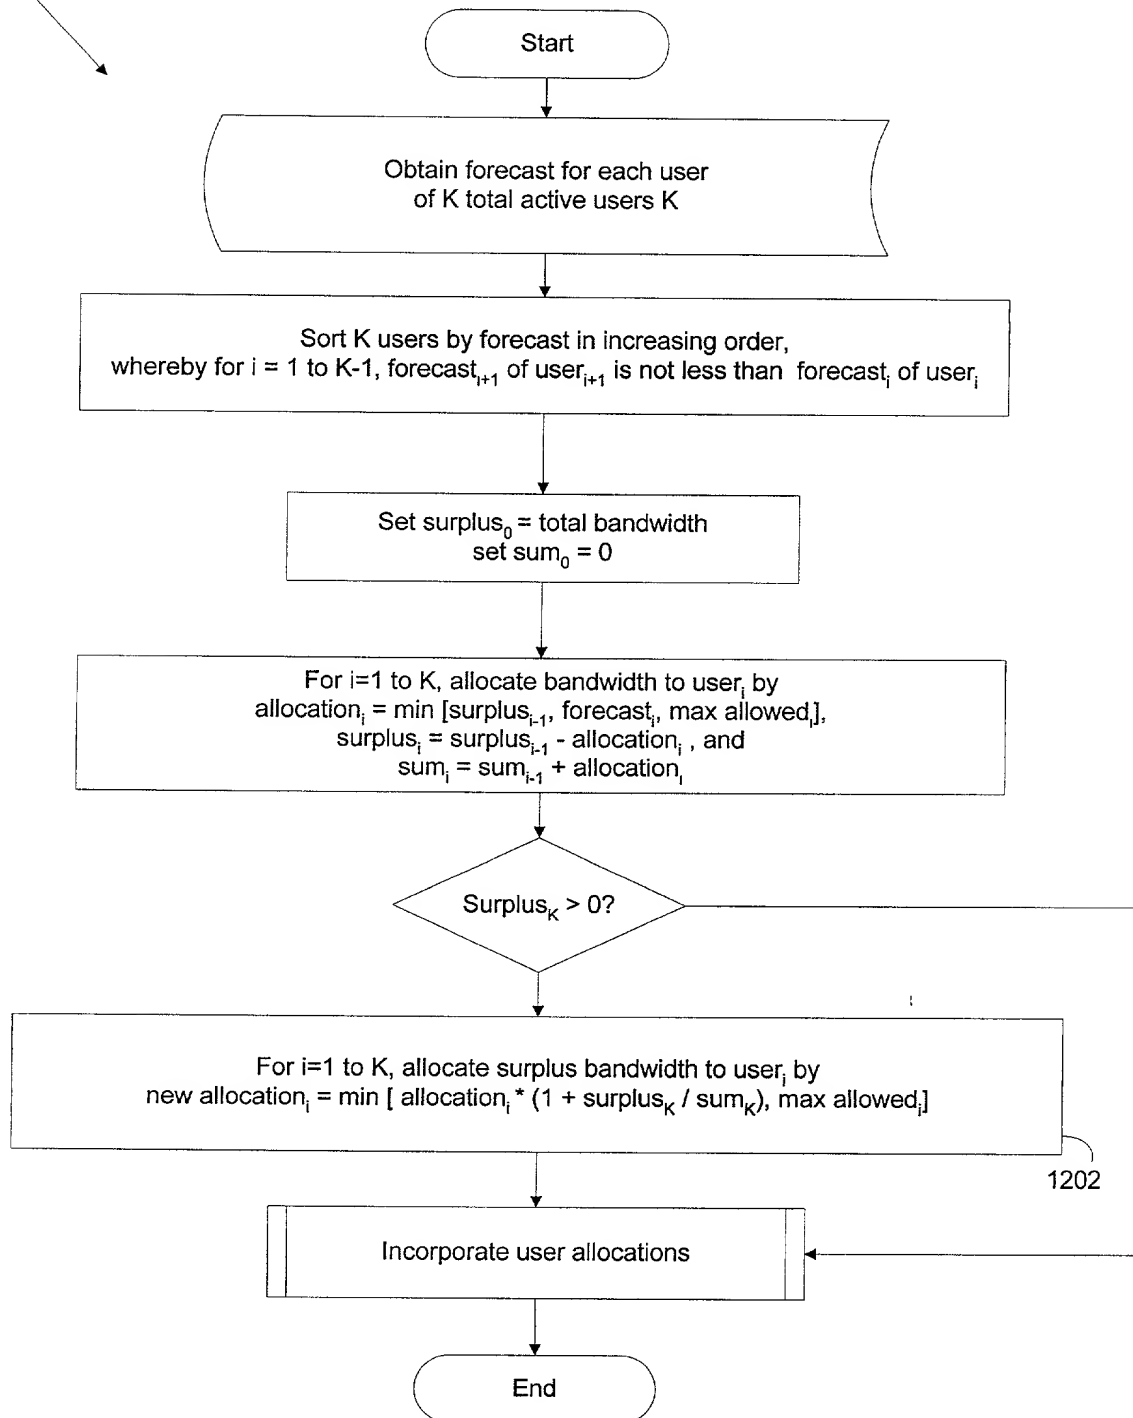 Start
Obtain forecast for each user
of K total active users K
Sort K users by forecast in increasing order,
whereby for i = 1 to K-1, forecastᵢ₊₁ of userᵢ₊₁ is not less than forecastᵢ of userᵢ
Set surplus₀ = total bandwidth
set sum₀ = 0
For i=1 to K, allocate bandwidth to userᵢ by
allocationᵢ = min [surplusᵢ₋₁, forecastᵢ, max allowedᵢ],
surplusᵢ = surplusᵢ₋₁ - allocationᵢ , and
sumᵢ = sumᵢ₋₁ + allocationᵢ
Surplus_K > 0?
For i=1 to K, allocate surplus bandwidth to userᵢ by
new allocationᵢ = min [ allocationᵢ * (1 + surplus_K / sum_K), max allowedᵢ]
1202
Incorporate user allocations
End